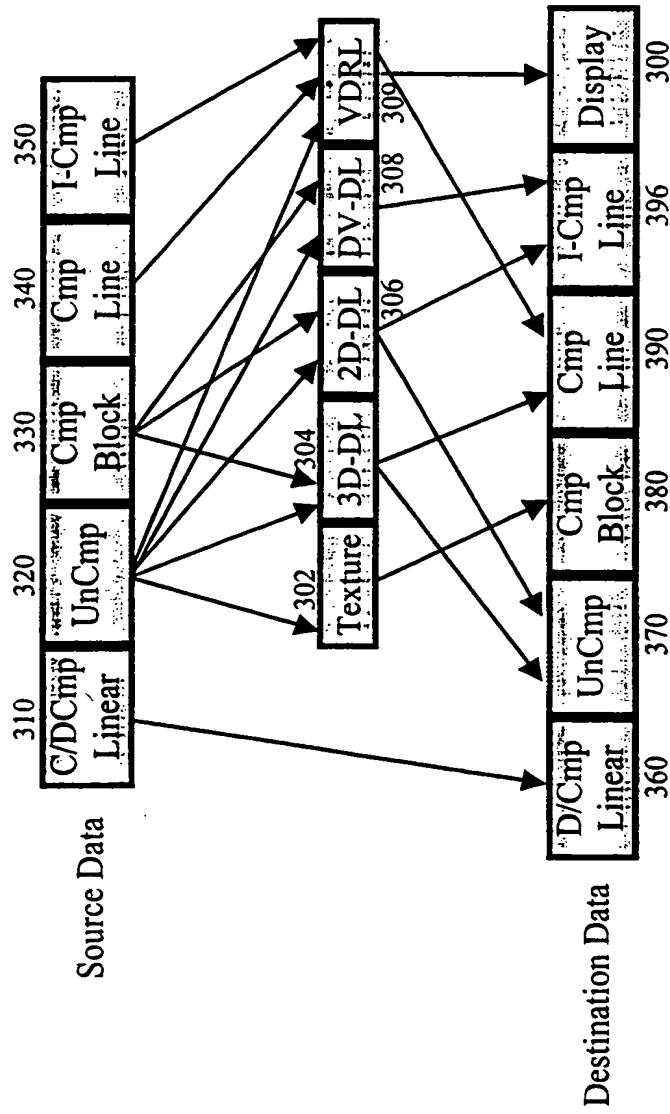 Source Data
310
320
330
340
350
C/DCmp
Linear
UnCmp
Cmp
Block
Cmp
Line
I-Cmp
Line
302
304
306
308
309
Texture
3D-DL
2D-DL
DV-DL
VDRL
Destination Data
D/Cmp
Linear
UnCmp
Cmp
Block
Cmp
Line
I-Cmp
Line
Display
360
370
380
390
396
300